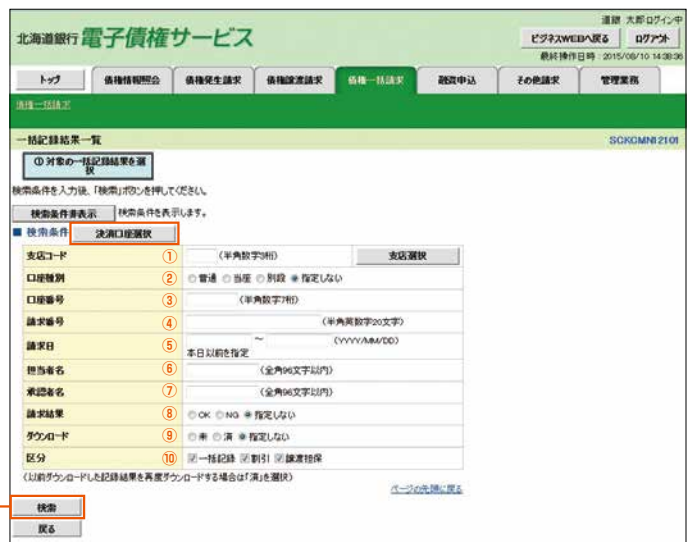 北海道銀行 電子債権サービス
道銀 太郎 ログイン中
ビジネスWEBへ戻る ログアウト
最終操作日時:2015/08/10 14:38:36
トップ 債権情報照会 債権発生請求 債権譲渡請求 債権一括請求 融資申込 その他請求 管理業務
債権一括請求
一括記録結果一覧 SCKCMN12101
① 対象の一括記録結果を選
択
検索条件を入力後、「検索」ボタンを押してください。
検索条件非表示 検索条件を表示します。
■ 検索条件 決済口座選択
支店コード ① (半角数字3桁) 支店選択
口座種別 ② 普通 当座 別段 指定しない
口座番号 ③ (半角数字7桁)
請求番号 ④ (半角英数字20文字)
請求日 ⑤ ~ (YYYY/MM/DD)
本日以前を指定
担当者名 ⑥ (全角96文字以内)
承認者名 ⑦ (全角96文字以内)
請求結果 ⑧ OK NG 指定しない
ダウンロード ⑨ 未 済 指定しない
区分 ⑩ 一括記録 割引 譲渡担保
(以前ダウンロードした記録結果を再度ダウンロードする場合は「済」を選択)
ページの先頭に戻る
検索
戻る